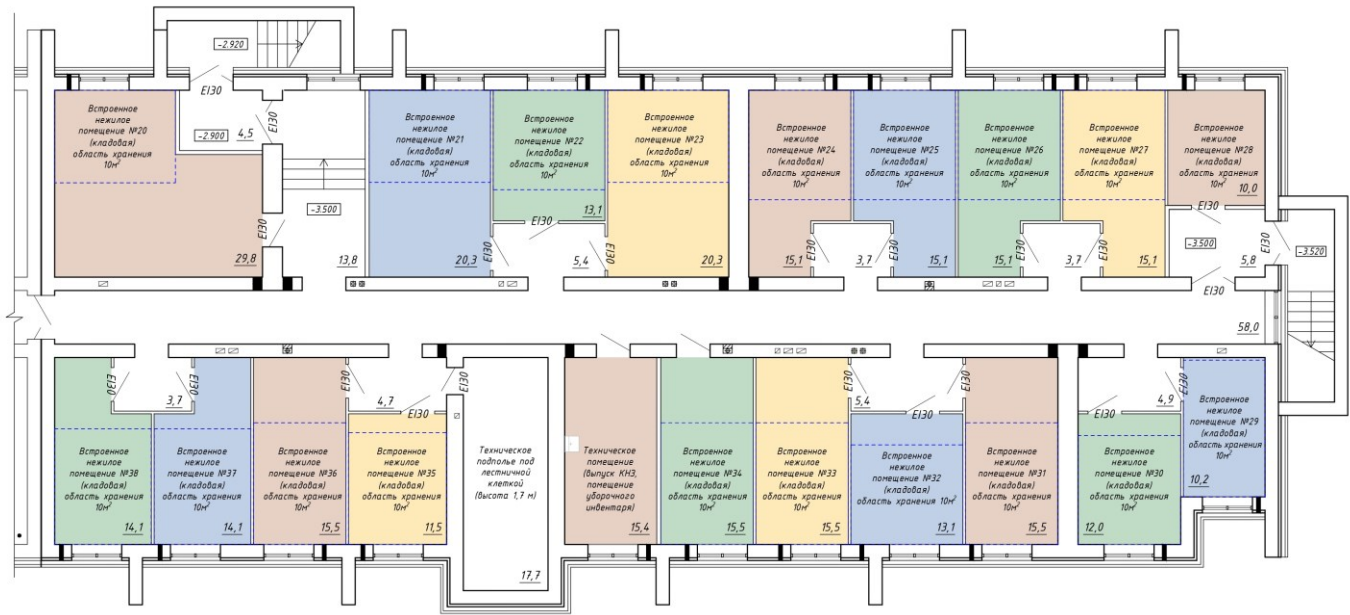 -2.920
EI30
Встроенное
нежилое
помещение №20
(кладовая)
область хранения
10м²
29,8
-2.900
4,5
EI30
-3.500
EI30
13,8
Встроенное
нежилое
помещение №21
(кладовая)
область хранения
10м²
20,3
Встроенное
нежилое
помещение №22
(кладовая)
область хранения
10м²
13,1
EI30
EI30
5,4
EI30
Встроенное
нежилое
помещение №23
(кладовая)
область хранения
10м²
20,3
Встроенное
нежилое
помещение №24
(кладовая)
область хранения
10м²
15,1
EI30
3,7
EI30
Встроенное
нежилое
помещение №25
(кладовая)
область хранения
10м²
15,1
Встроенное
нежилое
помещение №26
(кладовая)
область хранения
10м²
15,1
EI30
3,7
EI30
Встроенное
нежилое
помещение №27
(кладовая)
область хранения
10м²
15,1
Встроенное
нежилое
помещение №28
(кладовая)
область хранения
10м²
10,0
EI30
-3.500
EI30
5,8
EI30
-3.520
58,0
Встроенное
нежилое
помещение №38
(кладовая)
область хранения
10м²
14,1
EI30
3,7
EI30
Встроенное
нежилое
помещение №37
(кладовая)
область хранения
10м²
14,1
Встроенное
нежилое
помещение №36
(кладовая)
область хранения
10м²
15,5
EI30
4,7
EI30
EI30
Встроенное
нежилое
помещение №35
(кладовая)
область хранения
10м²
11,5
Техническое
подполье под
лестничной
клеткой
(высота 1,7 м)
17,7
Техническое
помещение
(выпуск КНЗ,
помещение
уборочного
инвентаря)
15,4
Встроенное
нежилое
помещение №34
(кладовая)
область хранения
10м²
15,5
Встроенное
нежилое
помещение №33
(кладовая)
область хранения
10м²
15,5
EI30
5,4
EI30
EI30
Встроенное
нежилое
помещение №32
(кладовая)
область хранения 10м²
13,1
Встроенное
нежилое
помещение №31
(кладовая)
область хранения
10м²
15,5
EI30
4,9
EI30
Встроенное
нежилое
помещение №30
(кладовая)
область хранения
10м²
12,0
Встроенное
нежилое
помещение №29
(кладовая)
область хранения
10м²
10,2